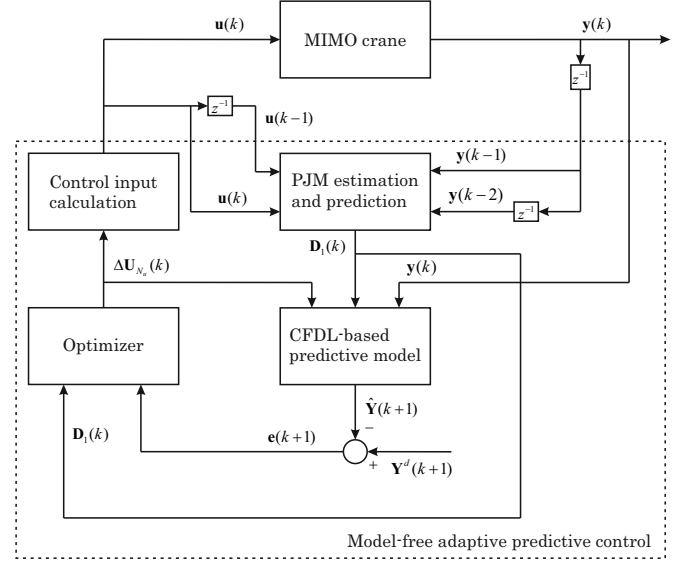 u(k)
MIMO crane
y(k)
z⁻¹
z⁻¹
u(k−1)
Control input
calculation
PJM estimation
and prediction
y(k−1)
u(k)
y(k−2)
z⁻¹
D₁(k)
ΔU_{N_u}(k)
y(k)
Optimizer
CFDL-based
predictive model
Ŷ(k+1)
D₁(k)
e(k+1)
−
+
Y^d(k+1)
Model-free adaptive predictive control